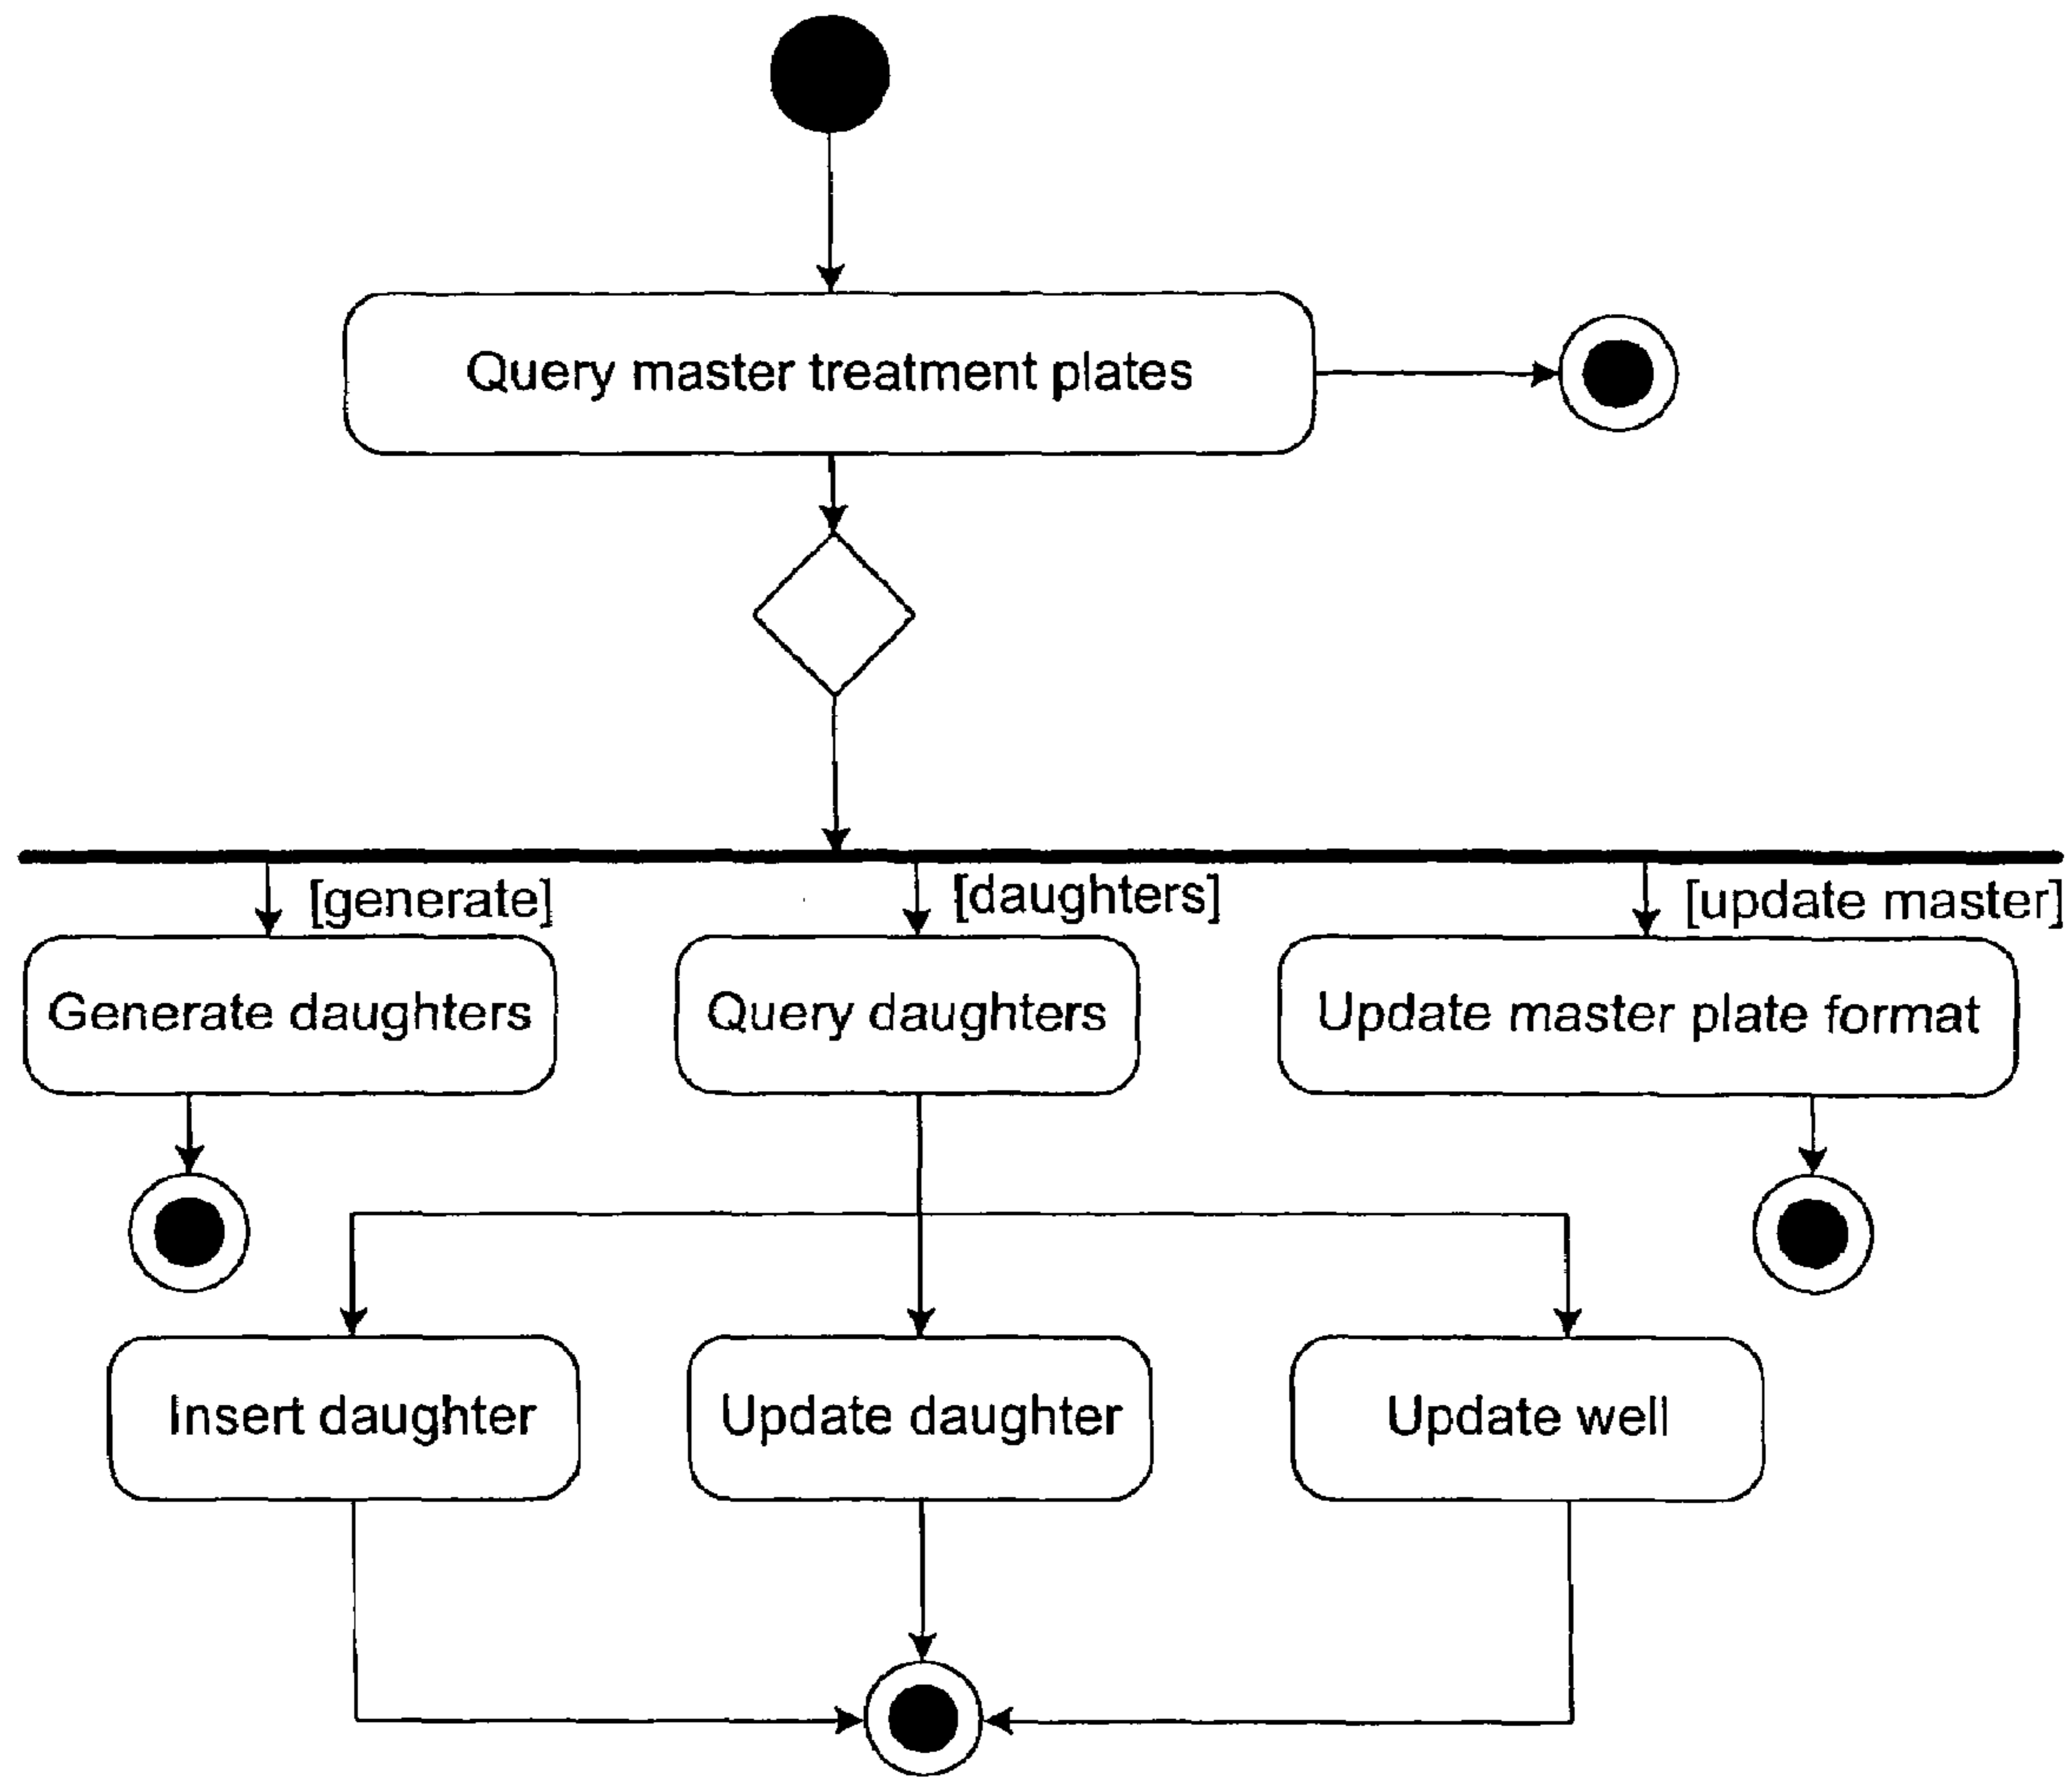 Query master treatment plates
[generate]
[daughters]
[update master]
Generate daughters
Query daughters
Update master plate format
Insert daughter
Update daughter
Update well